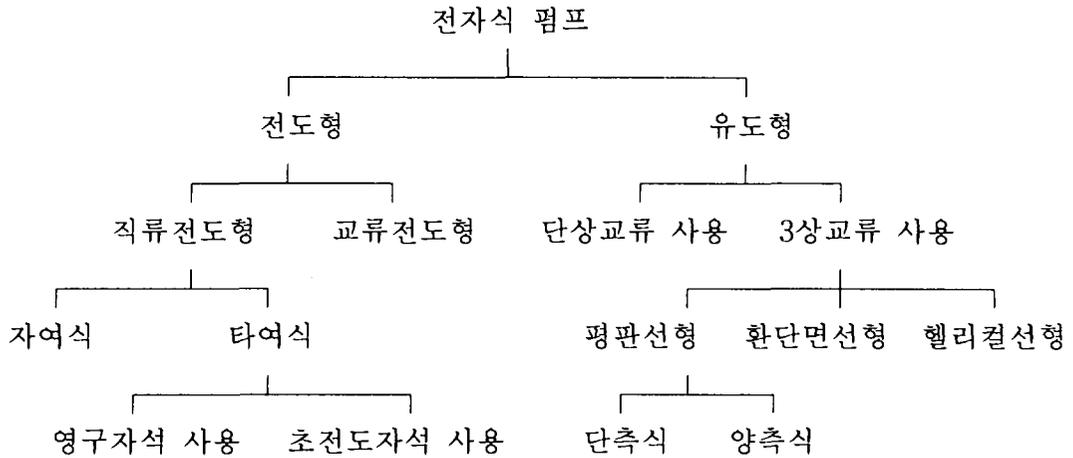 전자식 펌프
전도형 유도형
직류전도형 교류전도형 단상교류 사용 3상교류 사용
자여식 타여식 평판선형 환단면선형 헬리컬선형
영구자석 사용 초전도자석 사용 단측식 양측식